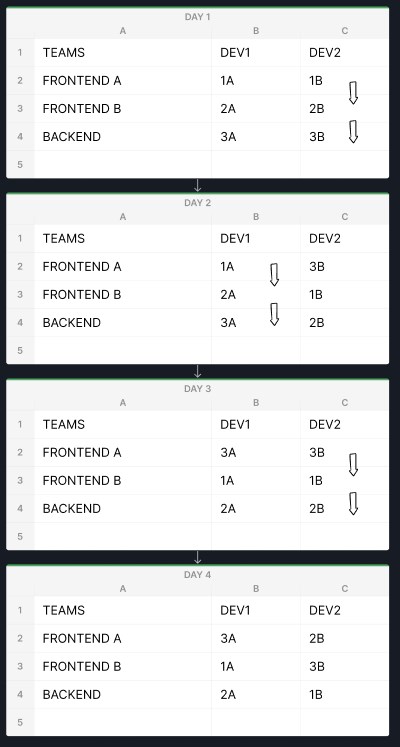 DAY 1
A B C
1 TEAMS DEV1 DEV2
2 FRONTEND A 1A 1B
3 FRONTEND B 2A 2B
4 BACKEND 3A 3B
5
DAY 2
A B C
1 TEAMS DEV1 DEV2
2 FRONTEND A 1A 3B
3 FRONTEND B 2A 1B
4 BACKEND 3A 2B
5
DAY 3
A B C
1 TEAMS DEV1 DEV2
2 FRONTEND A 3A 3B
3 FRONTEND B 1A 1B
4 BACKEND 2A 2B
5
DAY 4
A B C
1 TEAMS DEV1 DEV2
2 FRONTEND A 3A 2B
3 FRONTEND B 1A 3B
4 BACKEND 2A 1B
5